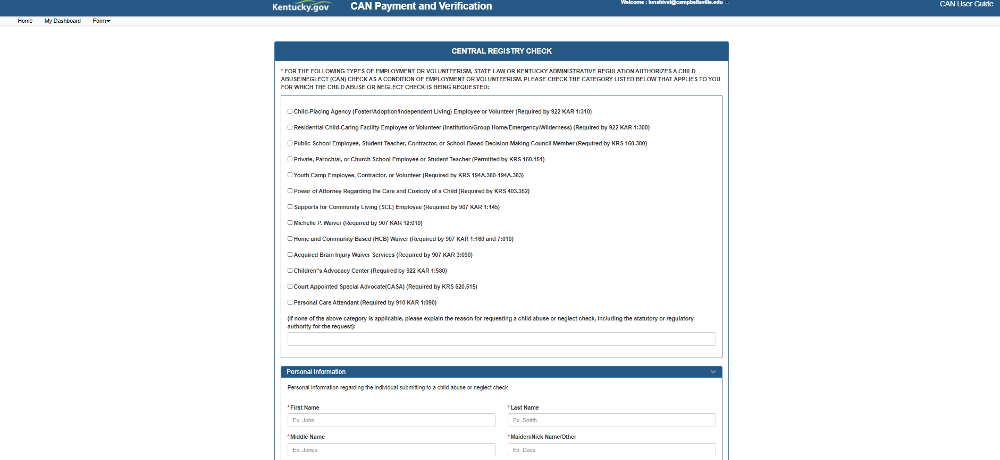 Kentucky.gov
CAN Payment and Verification
Welcome : kmshivel@campbellsville.edu
CAN User Guide
Home My Dashboard Form
CENTRAL REGISTRY CHECK
* FOR THE FOLLOWING TYPES OF EMPLOYMENT OR VOLUNTEERISM, STATE LAW OR KENTUCKY ADMINISTRATIVE REGULATION AUTHORIZES A CHILD
ABUSE/NEGLECT (CAN) CHECK AS A CONDITION OF EMPLOYMENT OR VOLUNTEERISM. PLEASE CHECK THE CATEGORY LISTED BELOW THAT APPLIES TO YOU
FOR WHICH THE CHILD ABUSE OR NEGLECT CHECK IS BEING REQUESTED:
Child-Placing Agency (Foster/Adoption/Independent Living) Employee or Volunteer (Required by 922 KAR 1:310)
Residential Child-Caring Facility Employee or Volunteer (Institution/Group Home/Emergency/Wilderness) (Required by 922 KAR 1:300)
Public School Employee, Student Teacher, Contractor, or School-Based Decision-Making Council Member (Required by KRS 160.380)
Private, Parochial, or Church School Employee or Student Teacher (Permitted by KRS 160.151)
Youth Camp Employee, Contractor, or Volunteer (Required by KRS 194A.380-194A.383)
Power of Attorney Regarding the Care and Custody of a Child (Required by KRS 403.352)
Supports for Community Living (SCL) Employee (Required by 907 KAR 1:145)
Michelle P. Waiver (Required by 907 KAR 12:010)
Home and Community Based (HCB) Waiver (Required by 907 KAR 1:160 and 7:010)
Acquired Brain Injury Waiver Services (Required by 907 KAR 3:090)
Children''s Advocacy Center (Required by 922 KAR 1:580)
Court Appointed Special Advocate(CASA) (Required by KRS 620.515)
Personal Care Attendant (Required by 910 KAR 1:090)
(If none of the above category is applicable, please explain the reason for requesting a child abuse or neglect check, including the statutory or regulatory
authority for the request):
Personal Information
Personal information regarding the individual submitting to a child abuse or neglect check
* First Name
* Last Name
Ex. John
Ex. Smith
* Middle Name
* Maiden/Nick Name/Other
Ex. Jones
Ex. Dave